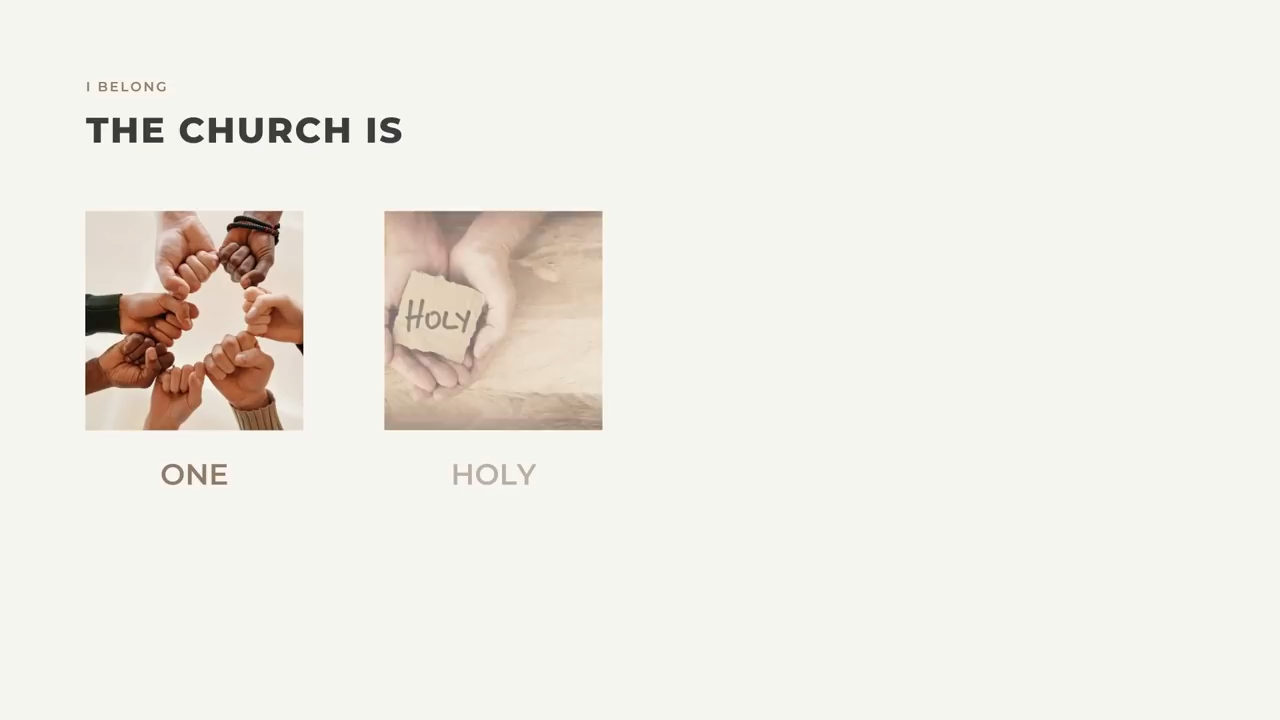 I BELONG
THE CHURCH IS
HOLY
ONE
HOLY